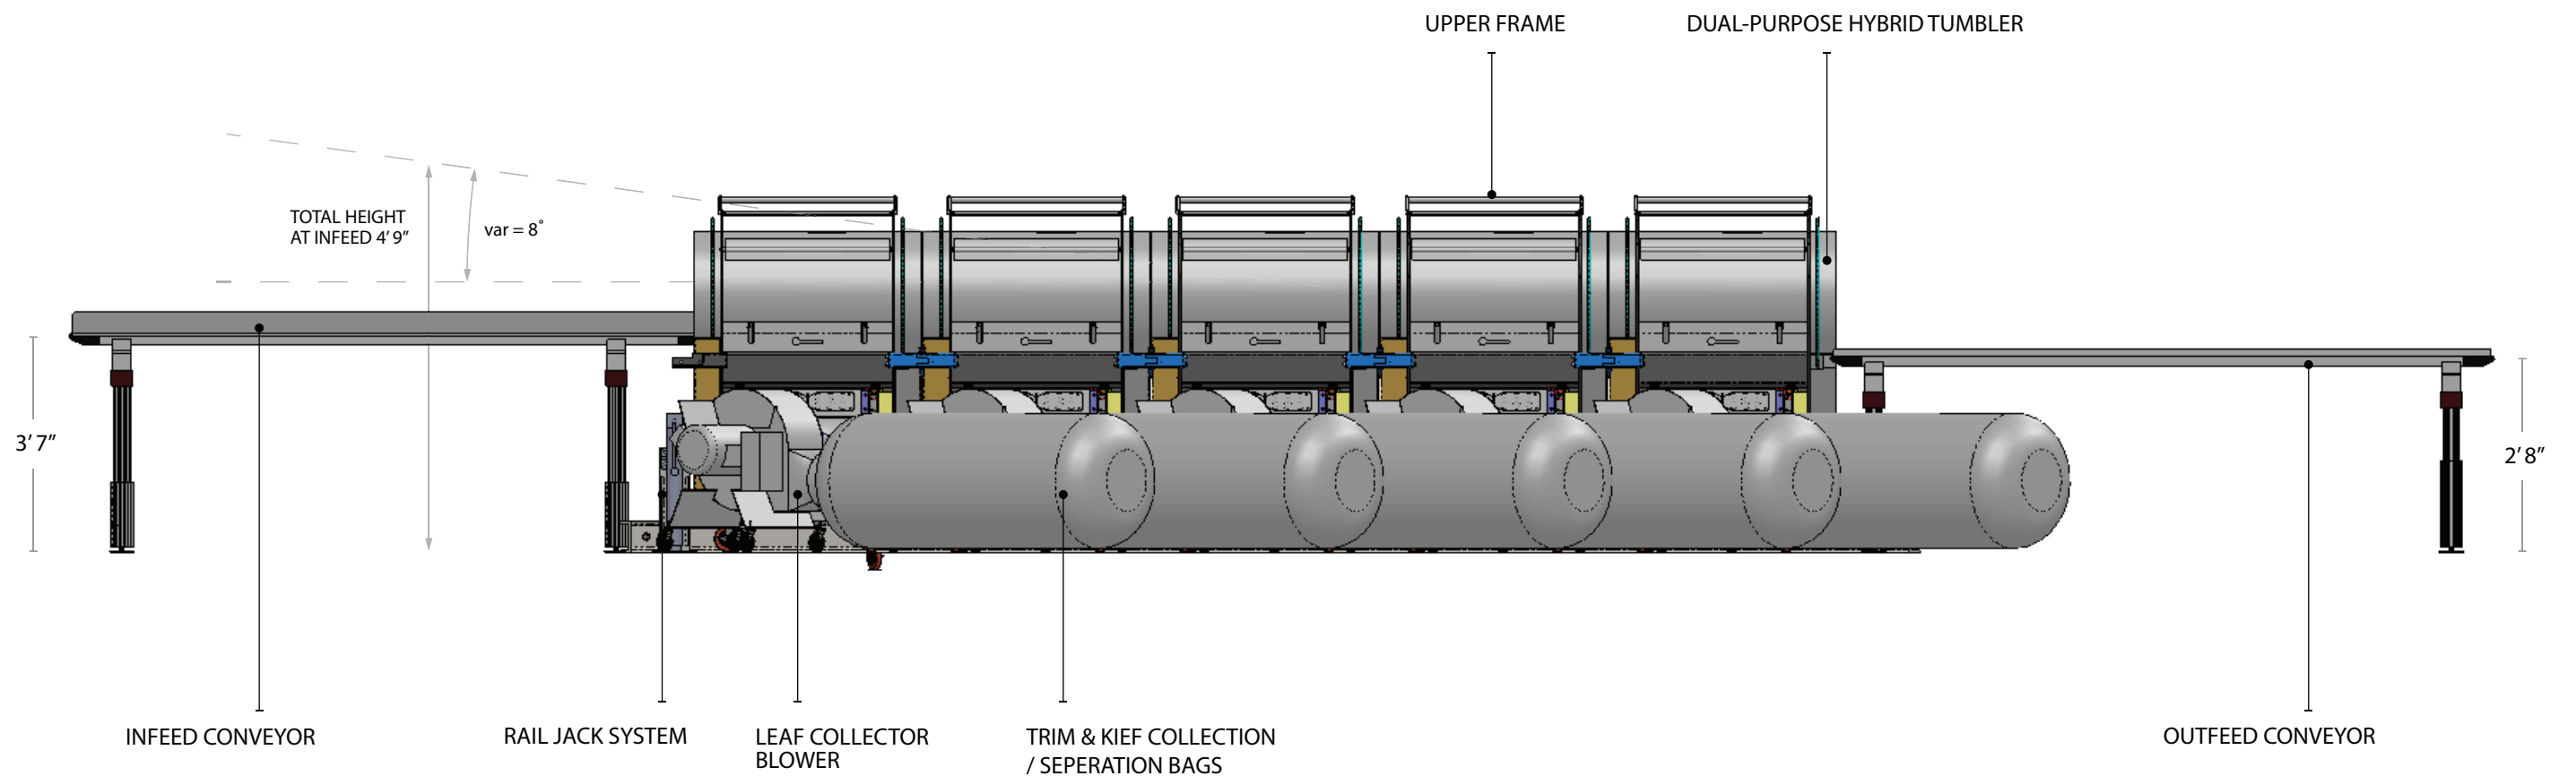 UPPER FRAME
DUAL-PURPOSE HYBRID TUMBLER
TOTAL HEIGHT
AT INFEED 4’ 9”
var = 8°
3’ 7”
2’ 8”
INFEED CONVEYOR
RAIL JACK SYSTEM
LEAF COLLECTOR
BLOWER
TRIM & KIEF COLLECTION
/ SEPERATION BAGS
OUTFEED CONVEYOR